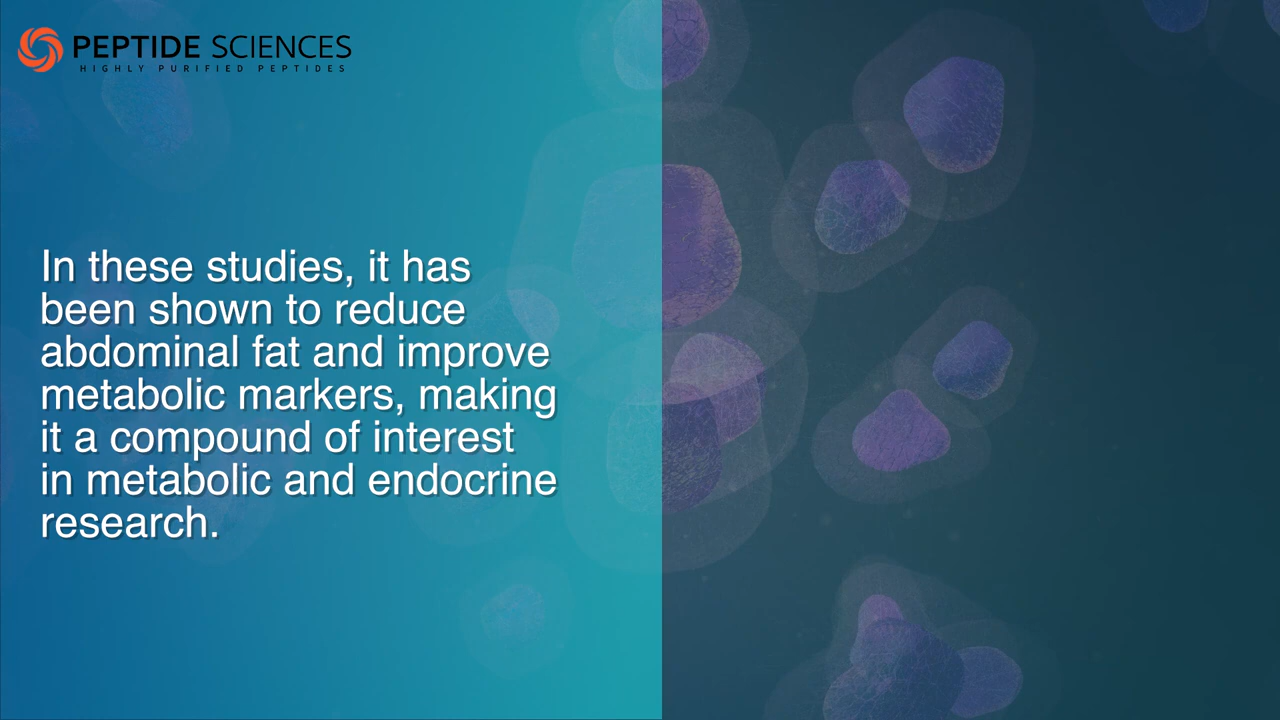 PEPTIDE SCIENCES
HIGHLY PURIFIED PEPTIDES
In these studies, it has
been shown to reduce
abdominal fat and improve
metabolic markers, making
it a compound of interest
in metabolic and endocrine
research.